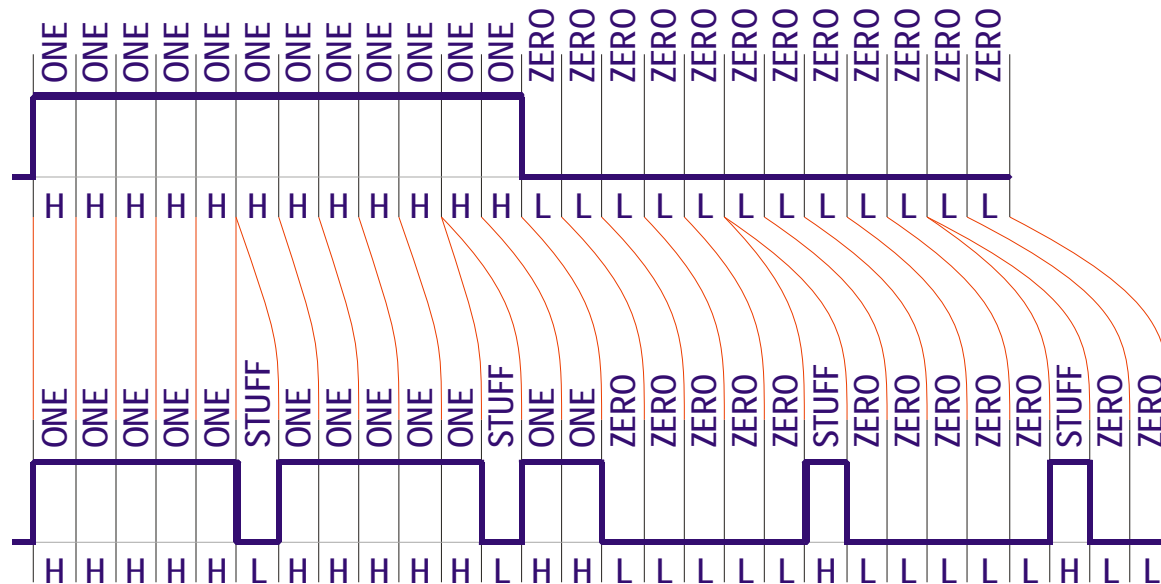 ONE ONE ONE ONE ONE ONE ONE ONE ONE ONE ONE ONE ZERO ZERO ZERO ZERO ZERO ZERO ZERO ZERO ZERO ZERO ZERO ZERO
H H H H H H H H H H H H L L L L L L L L L L L L
ONE ONE ONE ONE ONE STUFF ONE ONE ONE ONE ONE STUFF ONE ONE ZERO ZERO ZERO ZERO ZERO STUFF ZERO ZERO ZERO ZERO ZERO STUFF ZERO ZERO
H H H H H L H H H H H L H H L L L L L H L L L L L H L L